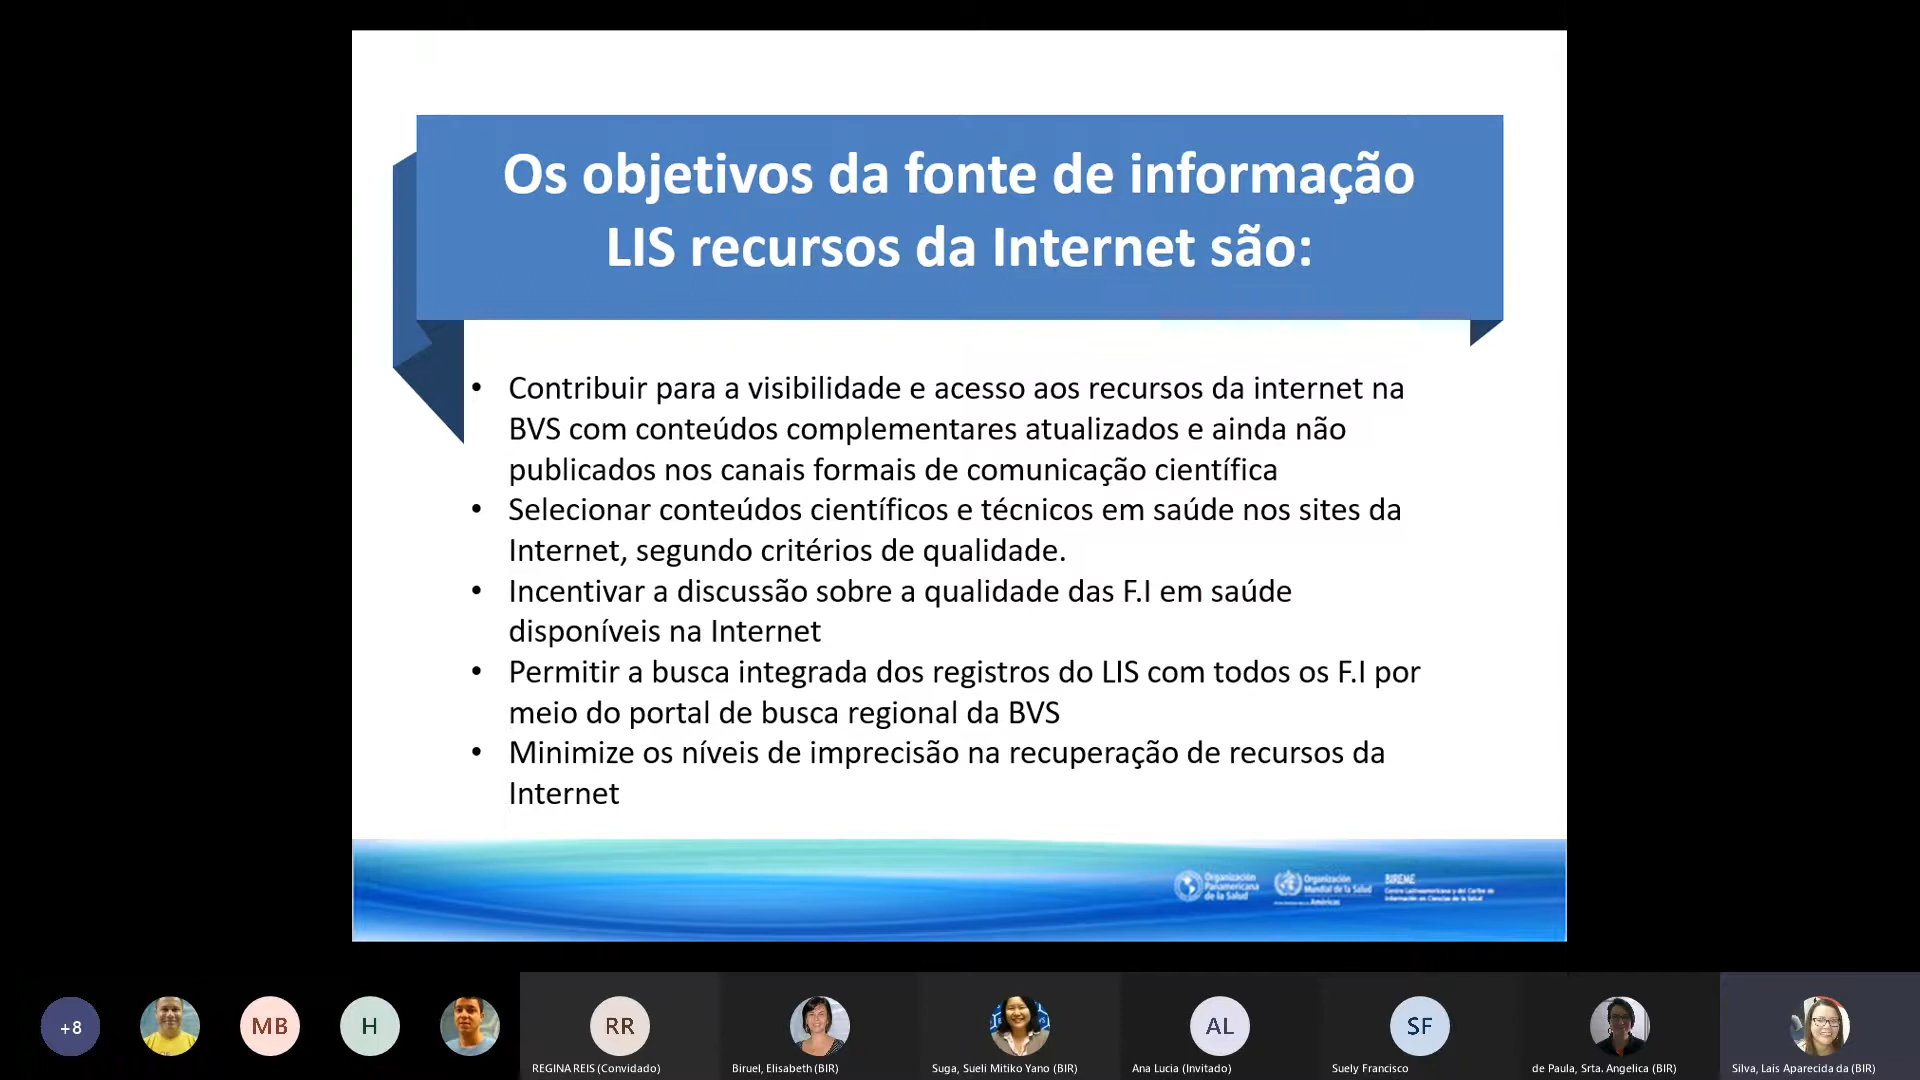 Os objetivos da fonte de informação
LIS recursos da Internet são:
• Contribuir para a visibilidade e acesso aos recursos da internet na
BVS com conteúdos complementares atualizados e ainda não
publicados nos canais formais de comunicação científica
• Selecionar conteúdos científicos e técnicos em saúde nos sites da
Internet, segundo critérios de qualidade.
• Incentivar a discussão sobre a qualidade das F.I em saúde
disponíveis na Internet
• Permitir a busca integrada dos registros do LIS com todos os F.I por
meio do portal de busca regional da BVS
• Minimize os níveis de imprecisão na recuperação de recursos da
Internet
Organización
Panamericana
de la Salud
Organización
Mundial de la Salud
Américas
BIREME
Centro Latinoamericano y del Caribe de
Información en Ciencias de la Salud
+8
MB
H
RR
AL
SF
REGINA REIS (Convidado)
Biruel, Elisabeth (BIR)
Suga, Sueli Mitiko Yano (BIR)
Ana Lucia (Invitado)
Suely Francisco
de Paula, Srta. Angelica (BIR)
Silva, Lais Aparecida da (BIR)